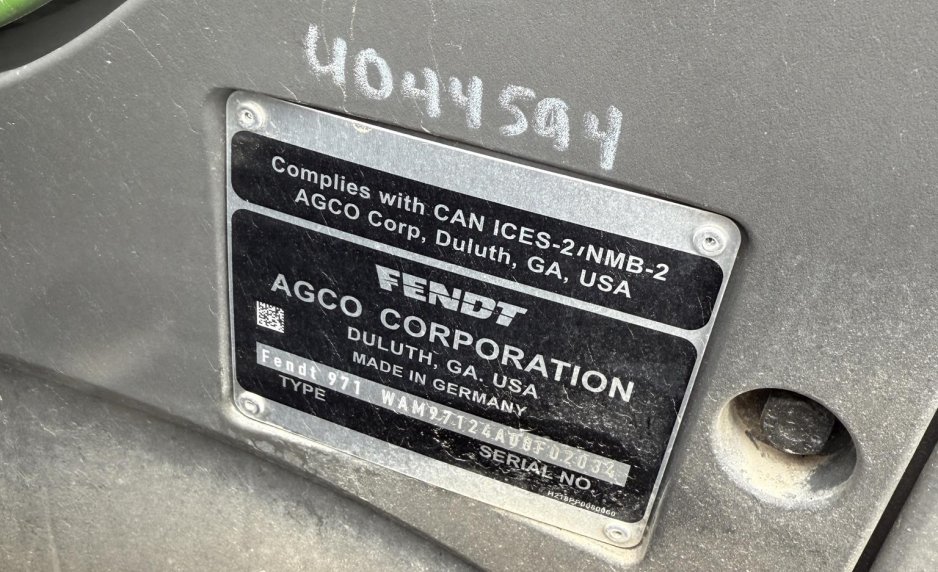 4044594
Complies with CAN ICES-2/NMB-2
AGCO Corp, Duluth, GA, USA
FENDT
AGCO CORPORATION
DULUTH, GA. USA
MADE IN GERMANY
Fendt 971 WAM97124A08F02034
TYPE SERIAL NO.